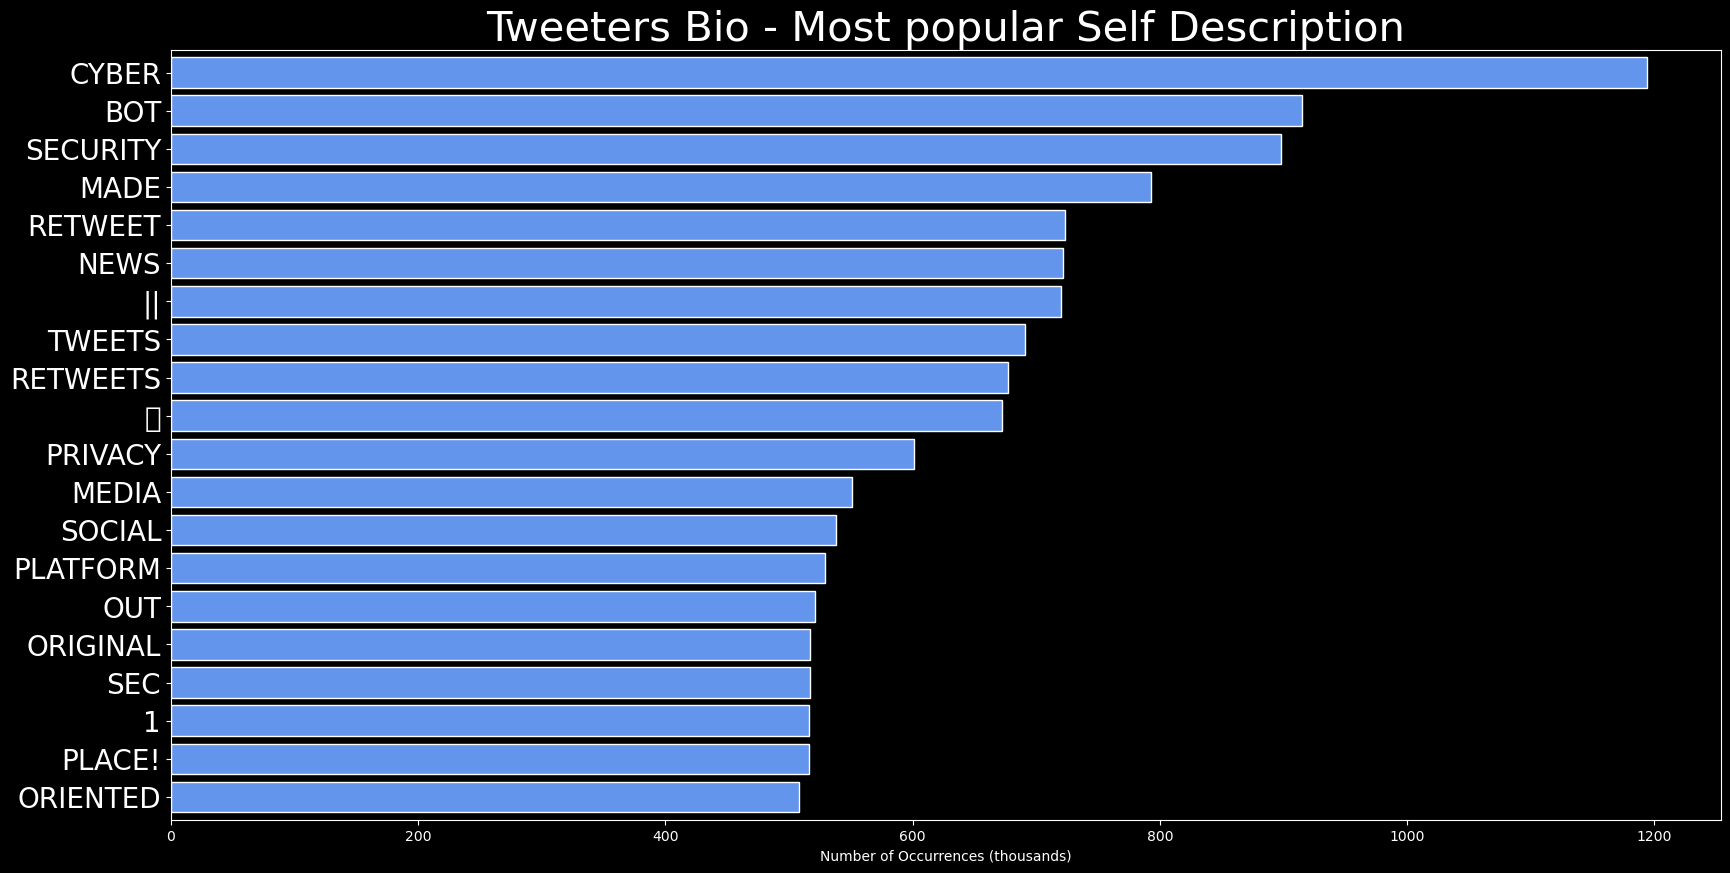 Tweeters Bio - Most popular Self Description
CYBER
BOT
SECURITY
MADE
RETWEET
NEWS
||
TWEETS
RETWEETS
PRIVACY
MEDIA
SOCIAL
PLATFORM
OUT
ORIGINAL
SEC
1
PLACE!
ORIENTED
0 200 400 600 800 1000 1200
Number of Occurrences (thousands)